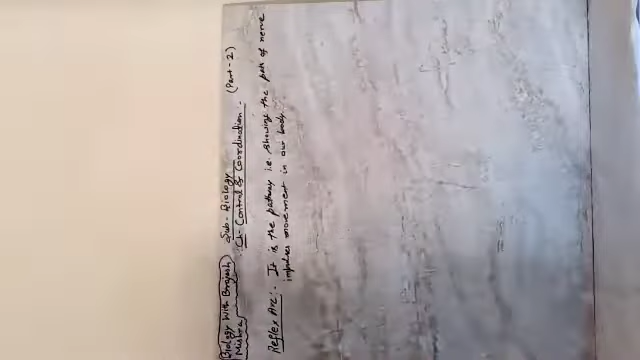 Biology With Brajesh
Mishra
Sub- Biology
Ch- Control & Coordination. (Part-2)
Reflex Arc:- It is the pathway i.e. showing the path of nerve
impulses movement in our body.